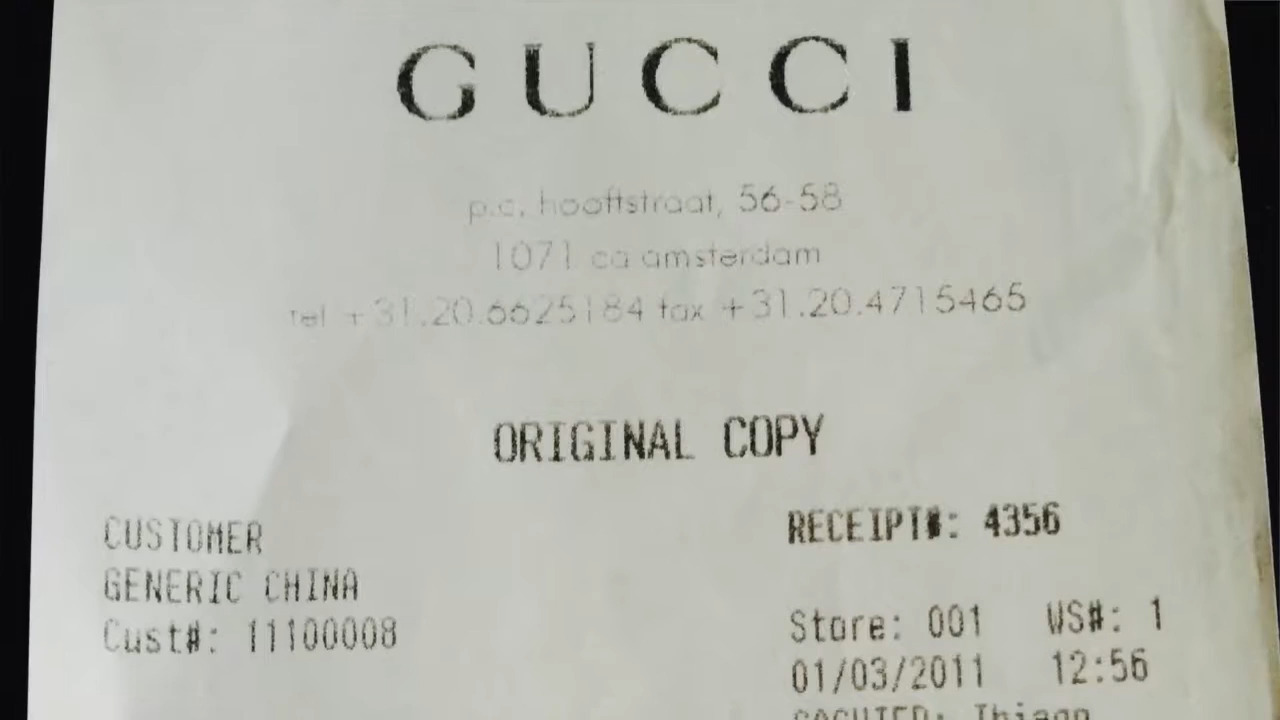 GUCCI
p.c. hooftstraat, 56-58
1071 ca amsterdam
tel +31.20.6625184 fax +31.20.4715465
ORIGINAL COPY
CUSTOMER
RECEIPT#: 4356
GENERIC CHINA
Cust#: 11100008
Store: 001 WS#: 1
01/03/2011 12:56